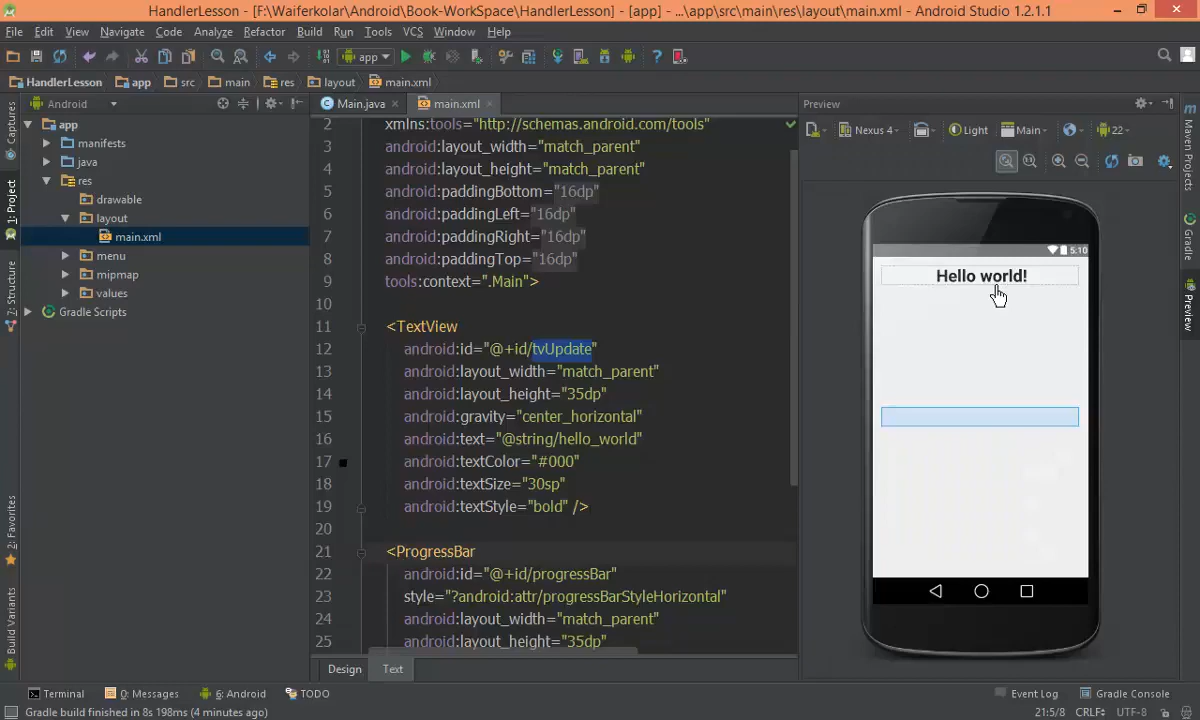 HandlerLesson - [F:\Waiferkolar\Android\Book-WorkSpace\HandlerLesson] - [app] - ...\app\src\main\res\layout\main.xml - Android Studio 1.2.1.1
File Edit View Navigate Code Analyze Refactor Build Run Tools VCS Window Help
app
HandlerLesson app src main res layout main.xml
Android Main.java main.xml Preview
Nexus 4 Light Main 22
app
manifests
java
res
drawable
layout
main.xml
menu
mipmap
values
Gradle Scripts
Captures
1: Project
7: Structure
2: Favorites
Build Variants
2 xmlns:tools="http://schemas.android.com/tools"
3 android:layout_width="match_parent"
4 android:layout_height="match_parent"
5 android:paddingBottom="16dp"
6 android:paddingLeft="16dp"
7 android:paddingRight="16dp"
8 android:paddingTop="16dp"
9 tools:context=".Main">
10
11 <TextView
12 android:id="@+id/tvUpdate"
13 android:layout_width="match_parent"
14 android:layout_height="35dp"
15 android:gravity="center_horizontal"
16 android:text="@string/hello_world"
17 android:textColor="#000"
18 android:textSize="30sp"
19 android:textStyle="bold" />
20
21 <ProgressBar
22 android:id="@+id/progressBar"
23 style="?android:attr/progressBarStyleHorizontal"
24 android:layout_width="match_parent"
25 android:layout_height="35dp"
Design Text
5:10
Hello world!
Maven Projects
Gradle
Preview
Terminal 0: Messages 6: Android TODO Event Log Gradle Console
Gradle build finished in 8s 198ms (4 minutes ago) 21:5/8 CRLF UTF-8